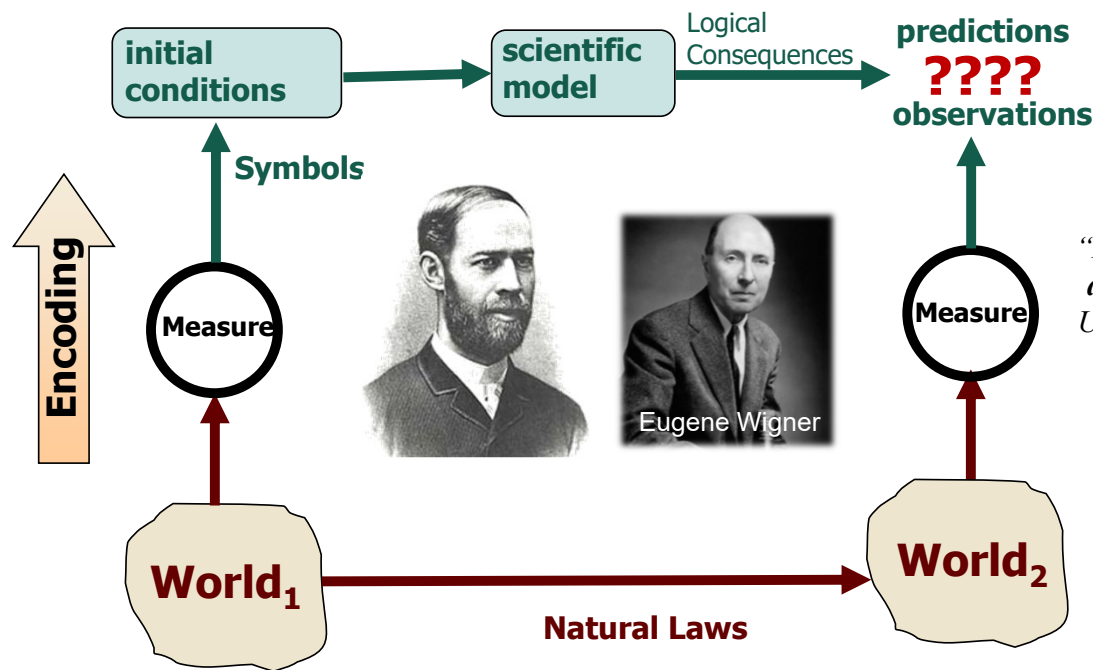 initial
conditions
scientific
model
Logical
Consequences
predictions
????
observations
Symbols
Encoding
Measure
Eugene Wigner
Measure
World₁
World₂
Natural Laws